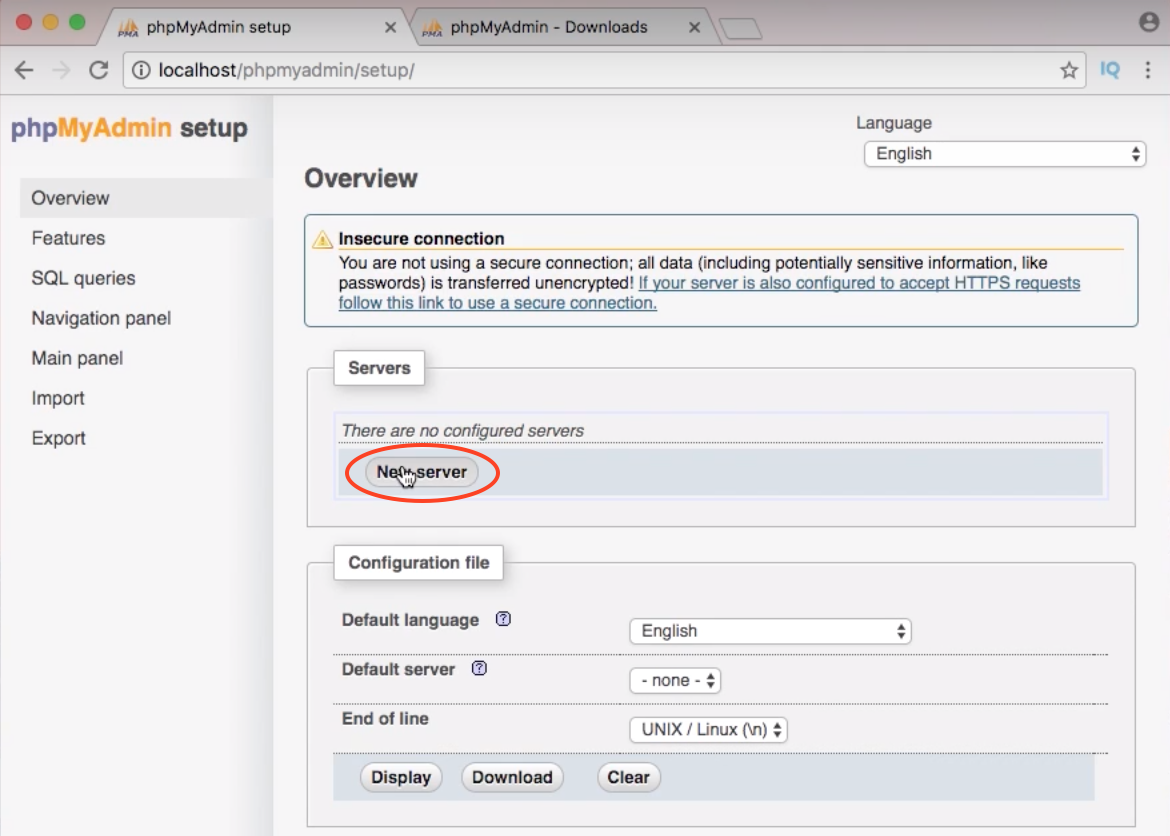 phpMyAdmin setup
phpMyAdmin - Downloads
localhost/phpmyadmin/setup/
IQ
phpMyAdmin setup
Language
English
Overview
Features
SQL queries
Navigation panel
Main panel
Import
Export
Overview
Insecure connection
You are not using a secure connection; all data (including potentially sensitive information, like
passwords) is transferred unencrypted! If your server is also configured to accept HTTPS requests
follow this link to use a secure connection.
Servers
There are no configured servers
New server
Configuration file
Default language
English
Default server
- none -
End of line
UNIX / Linux (\n)
Display Download Clear